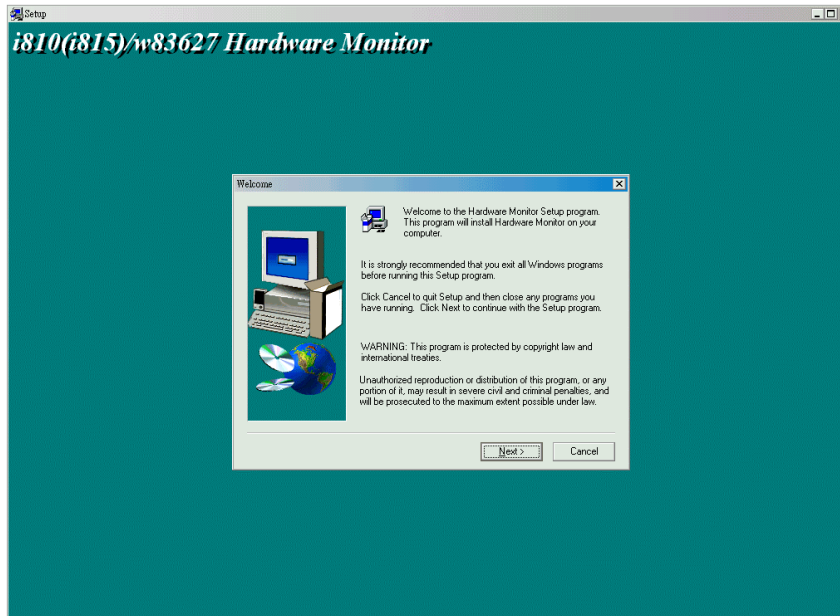 Setup
i810(i815)/w83627 Hardware Monitor
Welcome
Welcome to the Hardware Monitor Setup program.
This program will install Hardware Monitor on your
computer.
It is strongly recommended that you exit all Windows programs
before running this Setup program.
Click Cancel to quit Setup and then close any programs you
have running. Click Next to continue with the Setup program.
WARNING: This program is protected by copyright law and
international treaties.
Unauthorized reproduction or distribution of this program, or any
portion of it, may result in severe civil and criminal penalties, and
will be prosecuted to the maximum extent possible under law.
Next >
Cancel